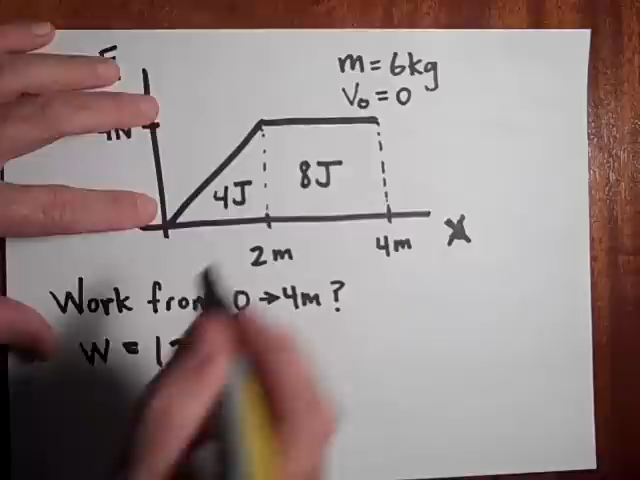 F
m = 6kg
V₀ = 0
4N
4J
8J
2m
4m
X
Work from 0 → 4m?
W =